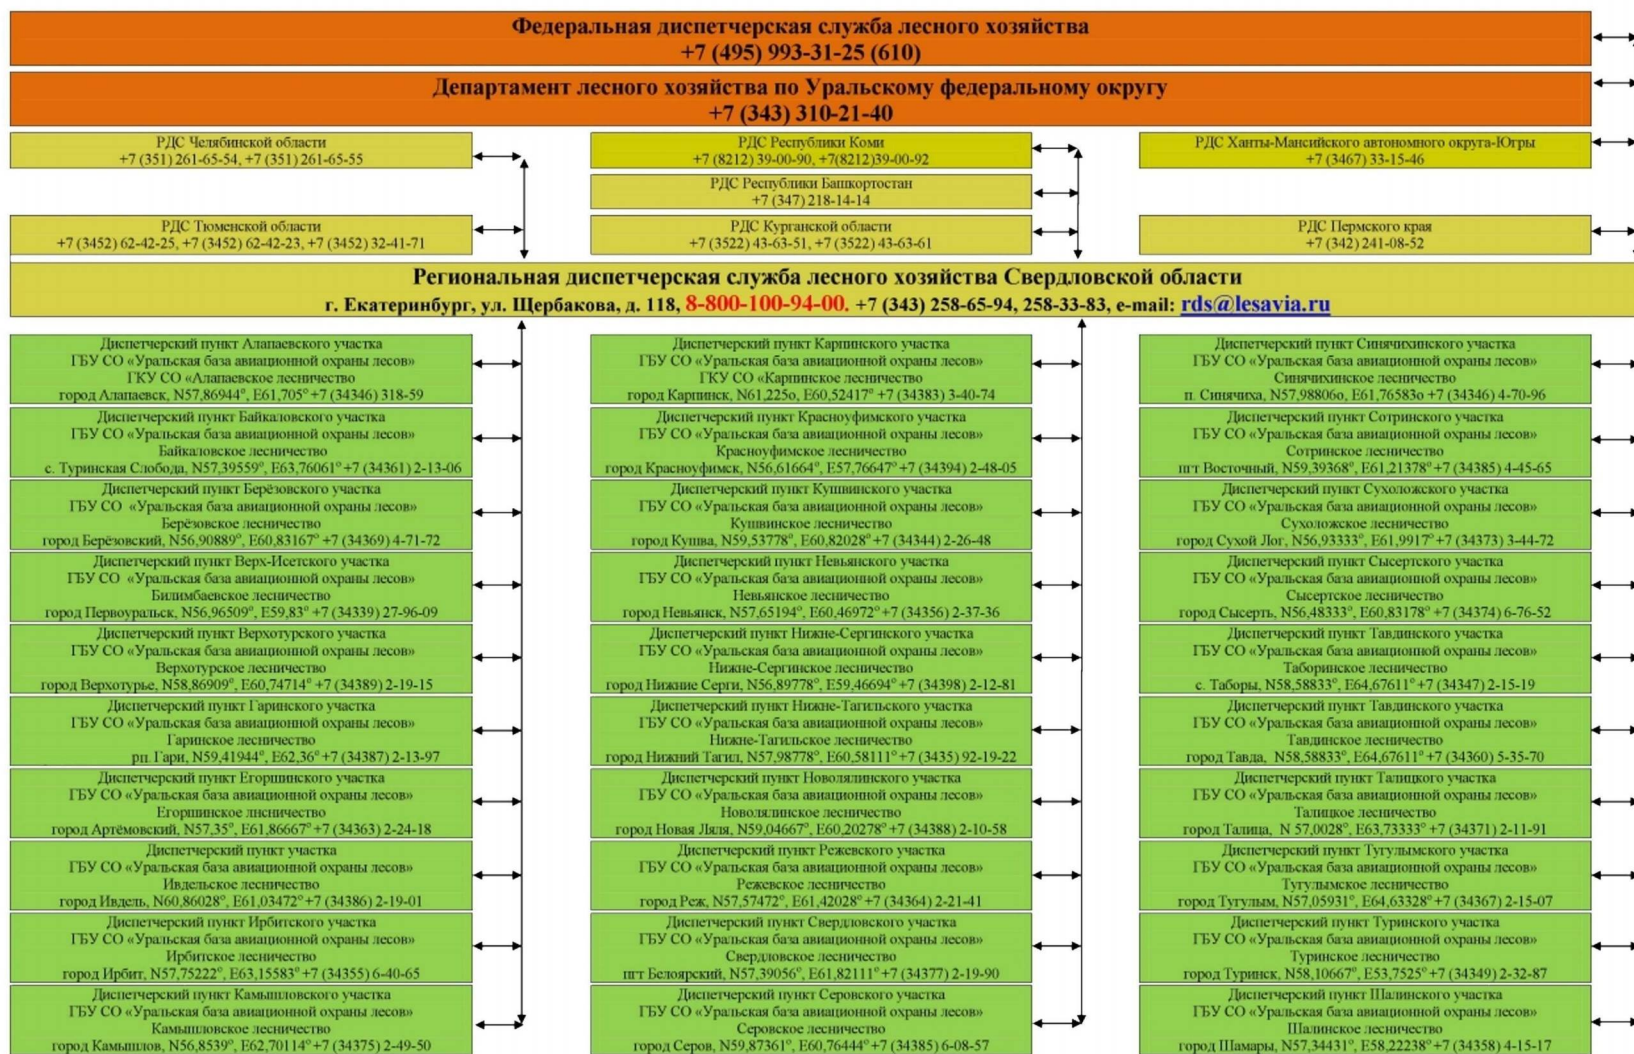 Федеральная диспетчерская служба лесного хозяйства
+7 (495) 993-31-25 (610)
Департамент лесного хозяйства по Уральскому федеральному округу
+7 (343) 310-21-40
РДС Челябинской области
+7 (351) 261-65-54, +7 (351) 261-65-55
РДС Республики Коми
+7 (8212) 39-00-90, +7(8212)39-00-92
РДС Ханты-Мансийского автономного округа-Югры
+7 (3467) 33-15-46
РДС Республики Башкортостан
+7 (347) 218-14-14
РДС Тюменской области
+7 (3452) 62-42-25, +7 (3452) 62-42-23, +7 (3452) 32-41-71
РДС Курганской области
+7 (3522) 43-63-51, +7 (3522) 43-63-61
РДС Пермского края
+7 (342) 241-08-52
Региональная диспетчерская служба лесного хозяйства Свердловской области
г. Екатеринбург, ул. Щербакова, д. 118, 8-800-100-94-00. +7 (343) 258-65-94, 258-33-83, e-mail: rds@lesavia.ru
Диспетчерский пункт Алапаевского участка
ГБУ СО «Уральская база авиационной охраны лесов»
ГКУ СО «Алапаевское лесничество
город Алапаевск, N57,86944°, E61,705° +7 (34346) 318-59
Диспетчерский пункт Байкаловского участка
ГБУ СО «Уральская база авиационной охраны лесов»
Байкаловское лесничество
с. Туринская Слобода, N57,39559°, E63,76061° +7 (34361) 2-13-06
Диспетчерский пункт Берёзовского участка
ГБУ СО «Уральская база авиационной охраны лесов»
Берёзовское лесничество
город Берёзовский, N56,90889°, E60,83167° +7 (34369) 4-71-72
Диспетчерский пункт Верх-Исетского участка
ГБУ СО «Уральская база авиационной охраны лесов»
Билимбаевское лесничество
город Первоуральск, N56,96509°, E59,83° +7 (34339) 27-96-09
Диспетчерский пункт Верхотурского участка
ГБУ СО «Уральская база авиационной охраны лесов»
Верхотурское лесничество
город Верхотурье, N58,86909°, E60,74714° +7 (34389) 2-19-15
Диспетчерский пункт Гаринского участка
ГБУ СО «Уральская база авиационной охраны лесов»
Гаринское лесничество
рп. Гари, N59,41944°, E62,36° +7 (34387) 2-13-97
Диспетчерский пункт Егоршинского участка
ГБУ СО «Уральская база авиационной охраны лесов»
Егоршинское лнсничество
город Артёмовский, N57,35°, E61,86667° +7 (34363) 2-24-18
Диспетчерский пункт участка
ГБУ СО «Уральская база авиационной охраны лесов»
Ивдельское лесничество
город Ивдель, N60,86028°, E61,03472° +7 (34386) 2-19-01
Диспетчерский пункт Ирбитского участка
ГБУ СО «Уральская база авиационной охраны лесов»
Ирбитское лесничество
город Ирбит, N57,75222°, E63,15583° +7 (34355) 6-40-65
Диспетчерский пункт Камышловского участка
ГБУ СО «Уральская база авиационной охраны лесов»
Камышловское лесничество
город Камышлов, N56,8539°, E62,70114° +7 (34375) 2-49-50
Диспетчерский пункт Карпинского участка
ГБУ СО «Уральская база авиационной охраны лесов»
ГКУ СО «Карпинское лесничество
город Карпинск, N61,225о, E60,52417° +7 (34383) 3-40-74
Диспетчерский пункт Красноуфимского участка
ГБУ СО «Уральская база авиационной охраны лесов»
Красноуфимское лесничество
город Красноуфимск, N56,61664°, E57,76647° +7 (34394) 2-48-05
Диспетчерский пункт Кушвинского участка
ГБУ СО «Уральская база авиационной охраны лесов»
Кушвинское лесничество
город Кушва, N59,53778°, E60,82028° +7 (34344) 2-26-48
Диспетчерский пункт Невьянского участка
ГБУ СО «Уральская база авиационной охраны лесов»
Невьянское лесничество
город Невьянск, N57,65194°, E60,46972° +7 (34356) 2-37-36
Диспетчерский пункт Нижне-Сергинского участка
ГБУ СО «Уральская база авиационной охраны лесов»
Нижне-Сергинское лесничество
город Нижние Серги, N56,89778°, E59,46694° +7 (34398) 2-12-81
Диспетчерский пункт Нижне-Тагильского участка
ГБУ СО «Уральская база авиационной охраны лесов»
Нижне-Тагильское лесничество
город Нижний Тагил, N57,98778°, E60,58111° +7 (3435) 92-19-22
Диспетчерский пункт Новолялинского участка
ГБУ СО «Уральская база авиационной охраны лесов»
Новолялинское лесничество
город Новая Ляля, N59,04667°, E60,20278° +7 (34388) 2-10-58
Диспетчерский пункт Режевского участка
ГБУ СО «Уральская база авиационной охраны лесов»
Режевское лесничество
город Реж, N57,57472°, E61,42028° +7 (34364) 2-21-41
Диспетчерский пункт Свердловского участка
ГБУ СО «Уральская база авиационной охраны лесов»
Свердловское лесничество
пгт Белоярский, N57,39056°, E61,82111° +7 (34377) 2-19-90
Диспетчерский пункт Серовского участка
ГБУ СО «Уральская база авиационной охраны лесов»
Серовское лесничество
город Серов, N59,87361°, E60,76444° +7 (34385) 6-08-57
Диспетчерский пункт Синячихинского участка
ГБУ СО «Уральская база авиационной охраны лесов»
Синячихинское лесничество
п. Синячиха, N57,98806о, E61,76583о +7 (34346) 4-70-96
Диспетчерский пункт Сотринского участка
ГБУ СО «Уральская база авиационной охраны лесов»
Сотринское лесничество
пгт Восточный, N59,39368°, E61,21378° +7 (34385) 4-45-65
Диспетчерский пункт Сухоложского участка
ГБУ СО «Уральская база авиационной охраны лесов»
Сухоложское лесничество
город Сухой Лог, N56,93333°, E61,9917° +7 (34373) 3-44-72
Диспетчерский пункт Сысертского участка
ГБУ СО «Уральская база авиационной охраны лесов»
Сысертское лесничество
город Сысерть, N56,48333°, E60,83178° +7 (34374) 6-76-52
Диспетчерский пункт Тавдинского участка
ГБУ СО «Уральская база авиационной охраны лесов»
Таборинское лесничество
с. Таборы, N58,58833°, E64,67611° +7 (34347) 2-15-19
Диспетчерский пункт Тавдинского участка
ГБУ СО «Уральская база авиационной охраны лесов»
Тавдинское лесничество
город Тавда, N58,58833°, E64,67611° +7 (34360) 5-35-70
Диспетчерский пункт Талицкого участка
ГБУ СО «Уральская база авиационной охраны лесов»
Талицкое лесничество
город Талица, N 57,0028°, E63,73333° +7 (34371) 2-11-91
Диспетчерский пункт Тугулымского участка
ГБУ СО «Уральская база авиационной охраны лесов»
Тугулымское лесничество
город Тугулым, N57,05931°, E64,63328° +7 (34367) 2-15-07
Диспетчерский пункт Туринского участка
ГБУ СО «Уральская база авиационной охраны лесов»
Туринское лесничество
город Туринск, N58,10667°, E53,7525° +7 (34349) 2-32-87
Диспетчерский пункт Шалинского участка
ГБУ СО «Уральская база авиационной охраны лесов»
Шалинское лесничество
город Шамары, N57,34431°, E58,22238° +7 (34358) 4-15-17